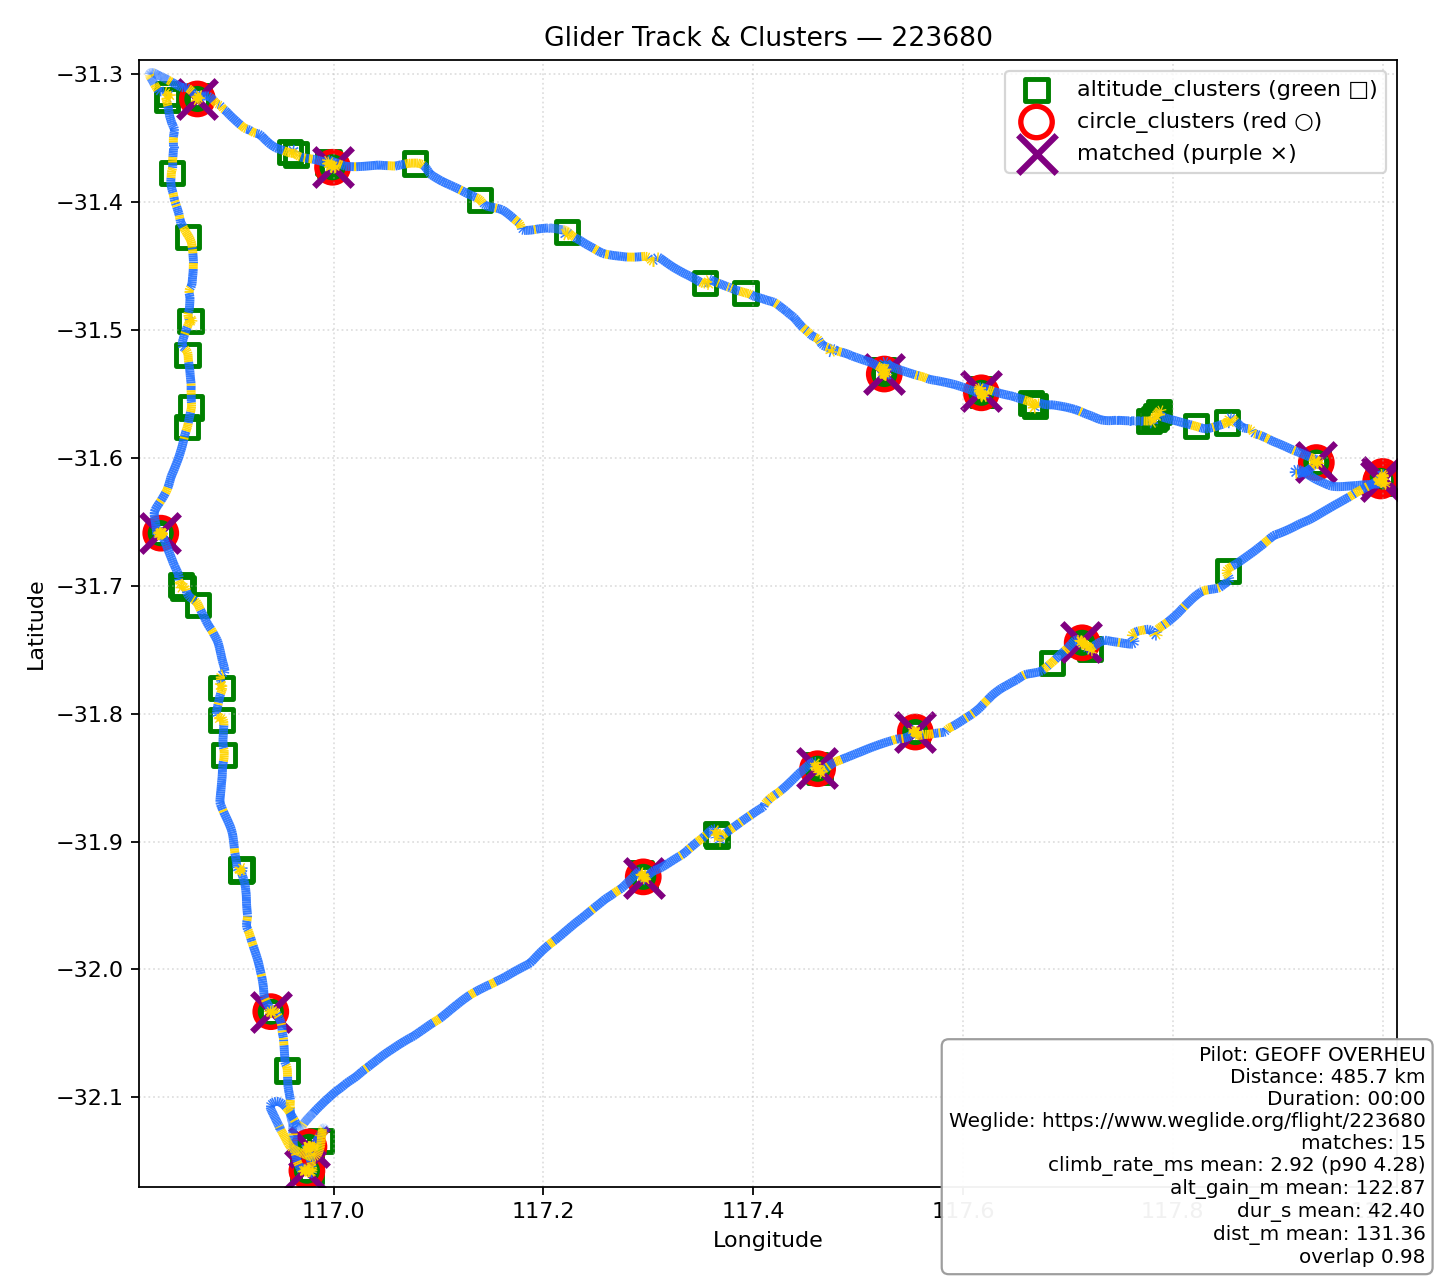 Glider Track & Clusters — 223680
altitude_clusters (green □)
circle_clusters (red ○)
matched (purple ×)
−31.3
−31.4
−31.5
−31.6
−31.7
−31.8
−31.9
−32.0
−32.1
Latitude
117.0
117.2
117.4
117.6
117.8
Longitude
Pilot: GEOFF OVERHEU
Distance: 485.7 km
Duration: 00:00
Weglide: https://www.weglide.org/flight/223680
matches: 15
climb_rate_ms mean: 2.92 (p90 4.28)
alt_gain_m mean: 122.87
dur_s mean: 42.40
dist_m mean: 131.36
overlap 0.98